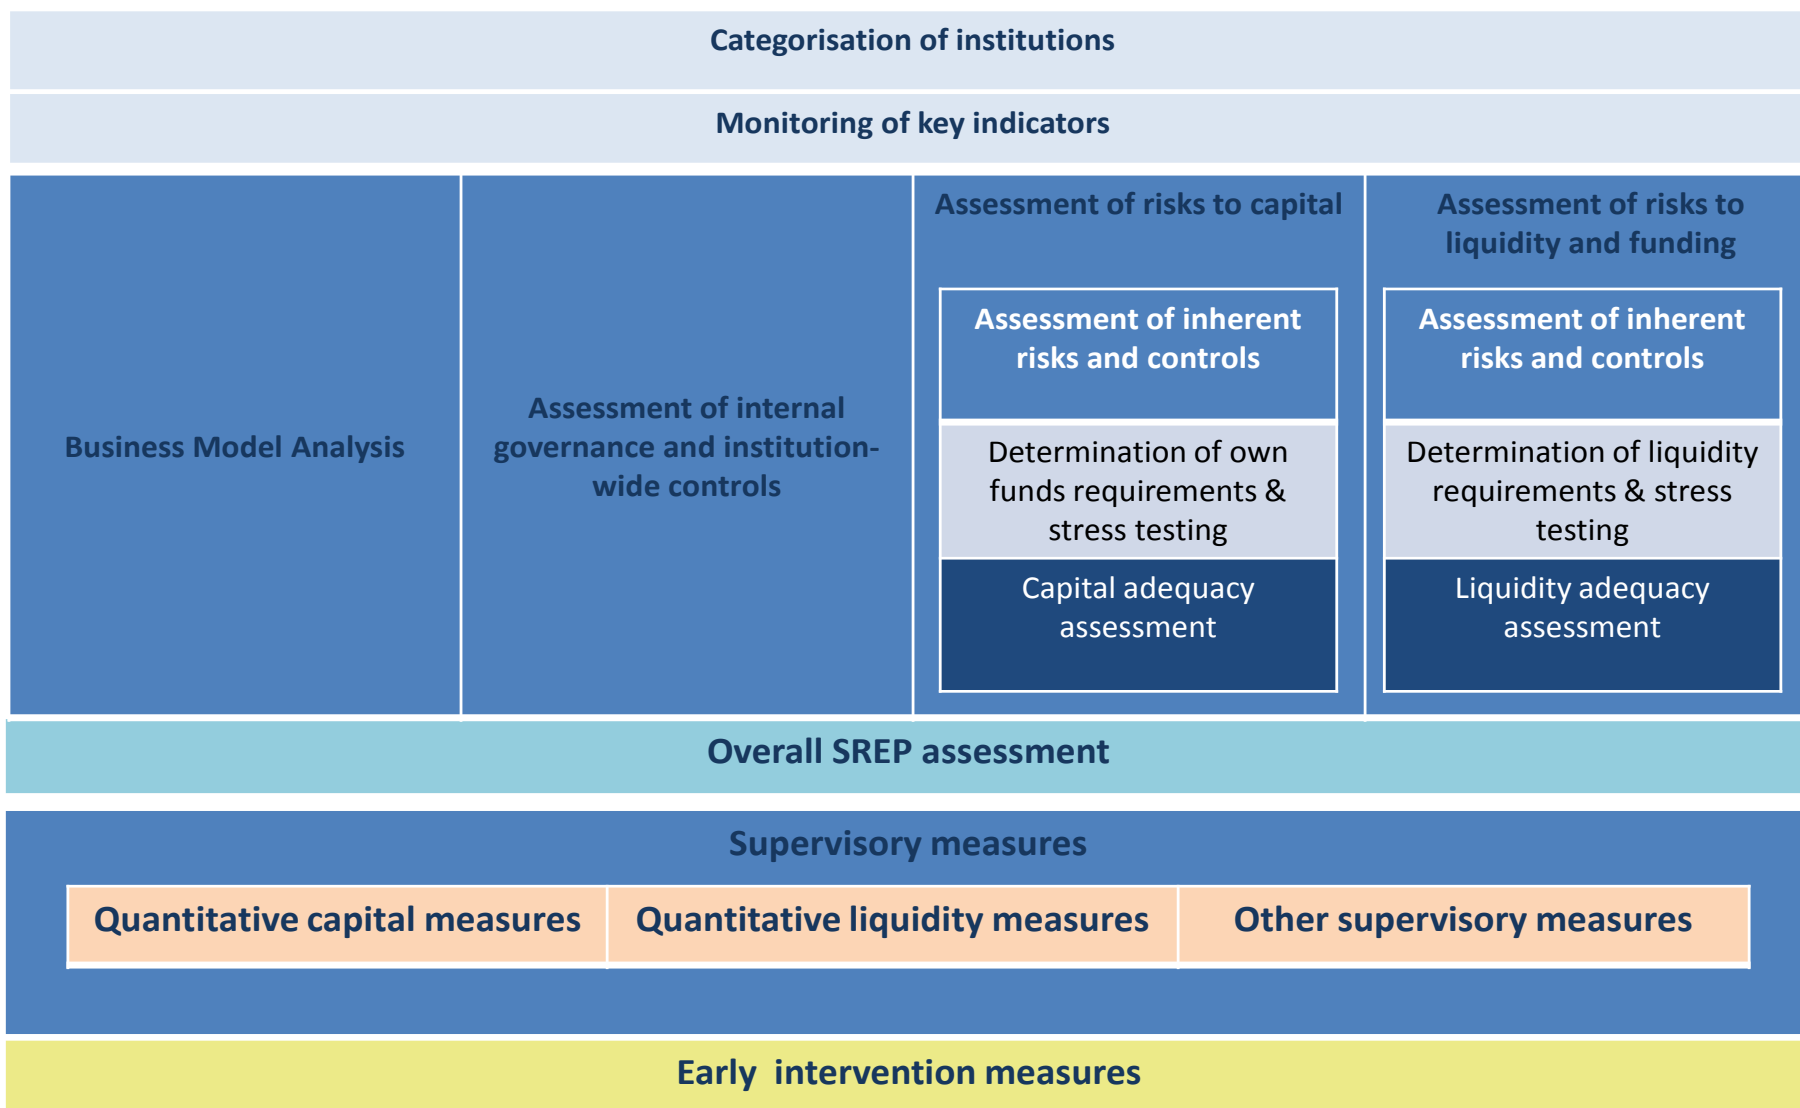 Categorisation of institutions
Monitoring of key indicators
Business Model Analysis
Assessment of internal
governance and institution-
wide controls
Assessment of risks to capital
Assessment of inherent
risks and controls
Determination of own
funds requirements &
stress testing
Capital adequacy
assessment
Assessment of risks to
liquidity and funding
Assessment of inherent
risks and controls
Determination of liquidity
requirements & stress
testing
Liquidity adequacy
assessment
Overall SREP assessment
Supervisory measures
Quantitative capital measures
Quantitative liquidity measures
Other supervisory measures
Early  intervention measures